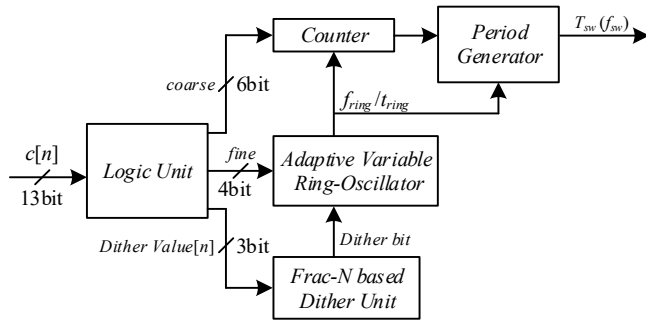 Counter
Period
Generator
T_sw(f_sw)
coarse
6bit
f_ring/t_ring
c[n]
13bit
Logic Unit
fine
4bit
Adaptive Variable
Ring-Oscillator
Dither Value[n]
3bit
Dither bit
Frac-N based
Dither Unit